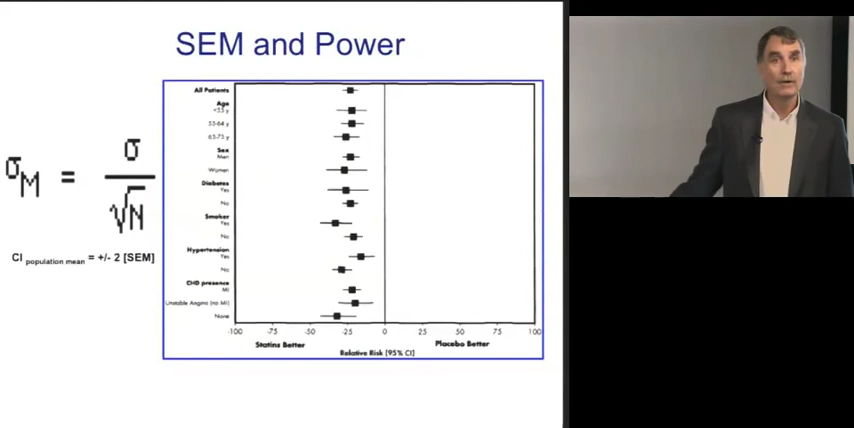 SEM and Power
σM = σ / √N
CI population mean = +/- 2 [SEM]
All Patients
Age
<55 y
55-64 y
65-75 y
Sex
Men
Women
Diabetes
Yes
No
Smoker
Yes
No
Hypertension
Yes
No
CHD presence
MI
Unstable Angina (no MI)
None
-100 -75 -50 -25 0 25 50 75 100
Statins Better Placebo Better
Relative Risk [95% CI]